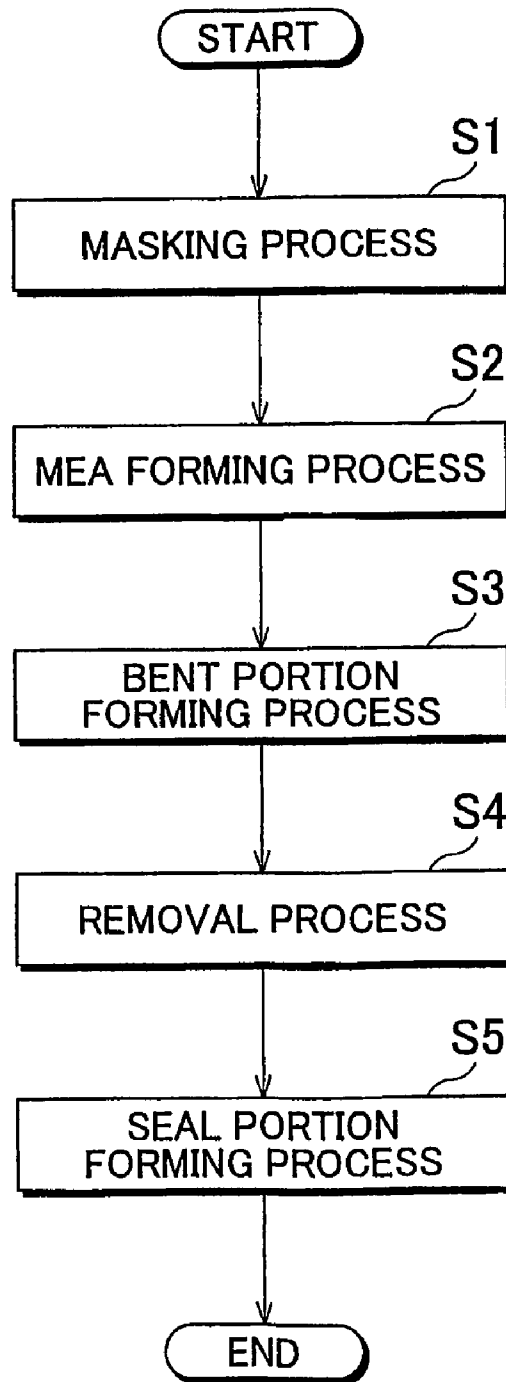 START
S1
MASKING PROCESS
S2
MEA FORMING PROCESS
S3
BENT PORTION
FORMING PROCESS
S4
REMOVAL PROCESS
S5
SEAL PORTION
FORMING PROCESS
END